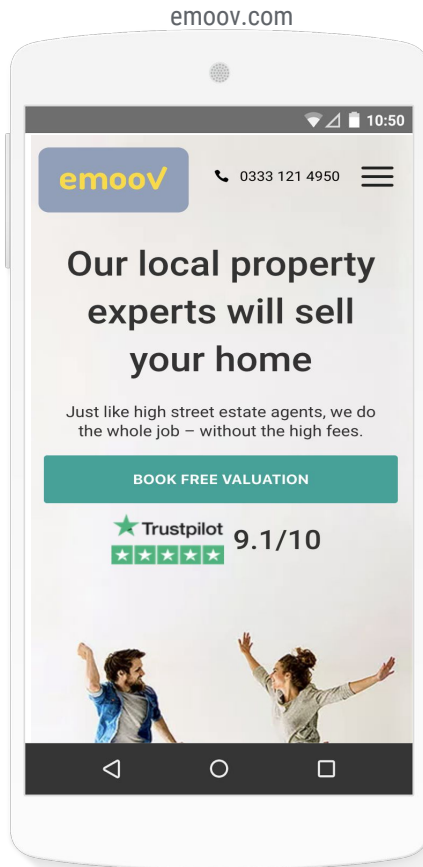 emoov.com
10:50
emoov
0333 121 4950
Our local property
experts will sell
your home
Just like high street estate agents, we do
the whole job – without the high fees.
BOOK FREE VALUATION
Trustpilot
9.1/10